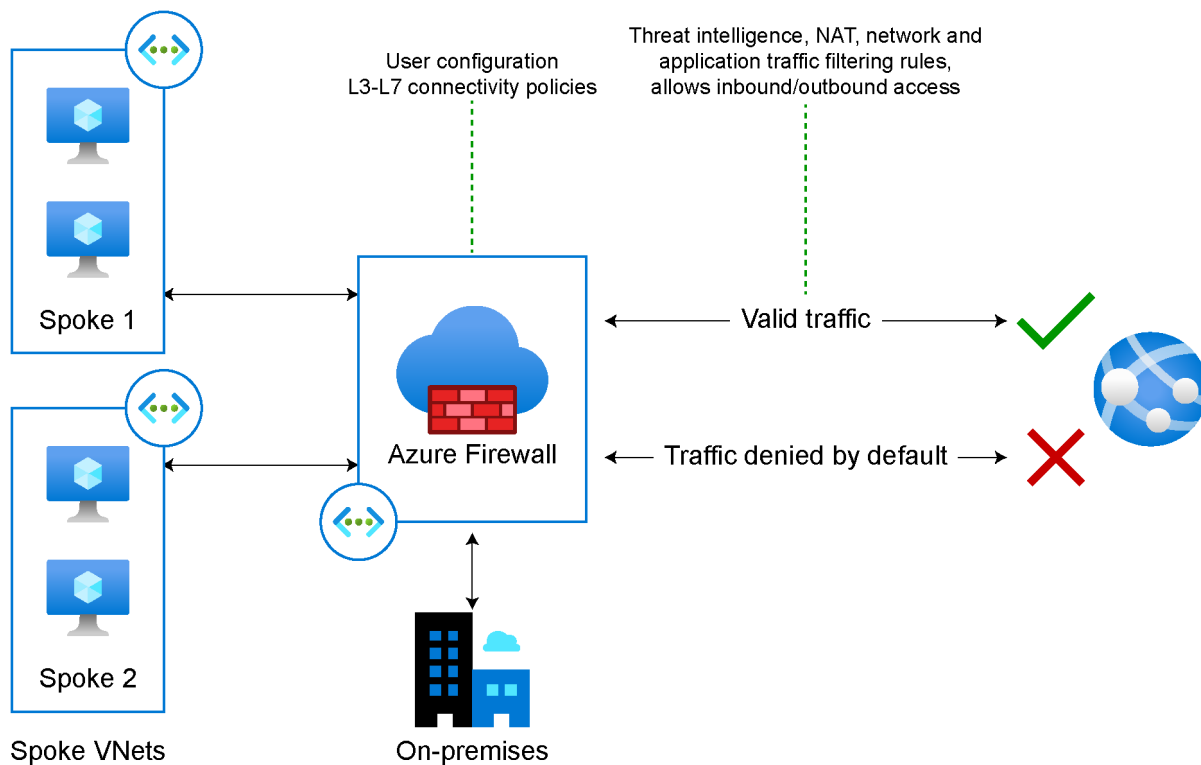 User configuration
L3-L7 connectivity policies
Threat intelligence, NAT, network and
application traffic filtering rules,
allows inbound/outbound access
Spoke 1
Valid traffic
Azure Firewall
Traffic denied by default
Spoke 2
Spoke VNets
On-premises